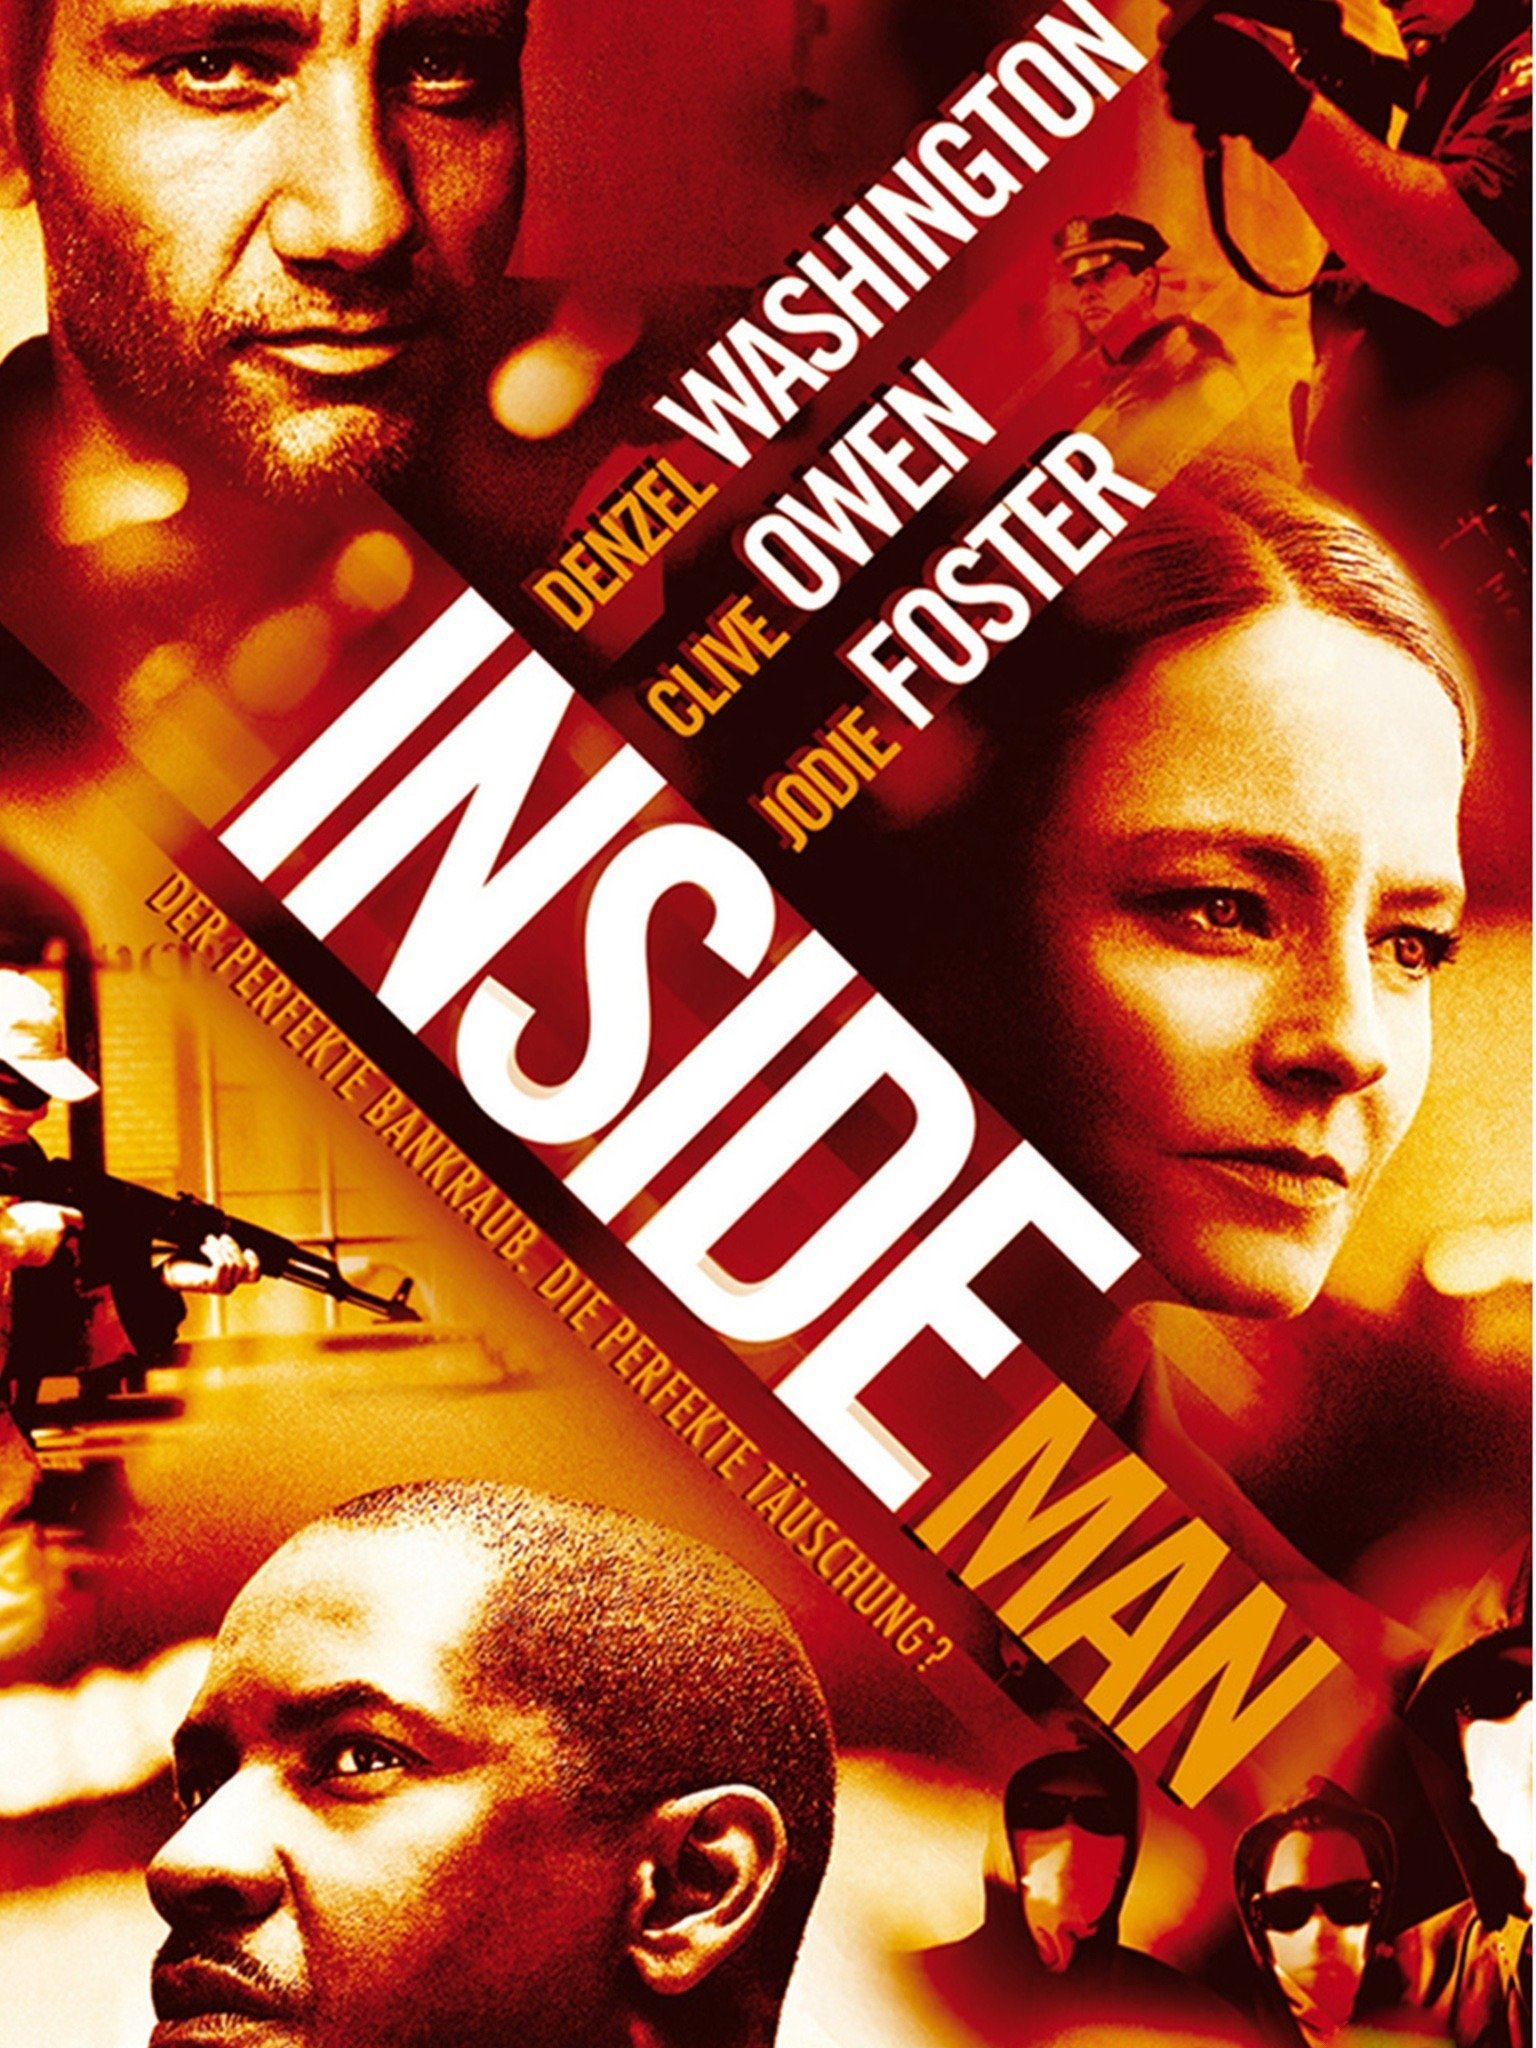 DENZEL WASHINGTON
CLIVE OWEN
JODIE FOSTER
INSIDE MAN
DER PERFEKTE BANKRAUB. DIE PERFEKTE TÄUSCHUNG?